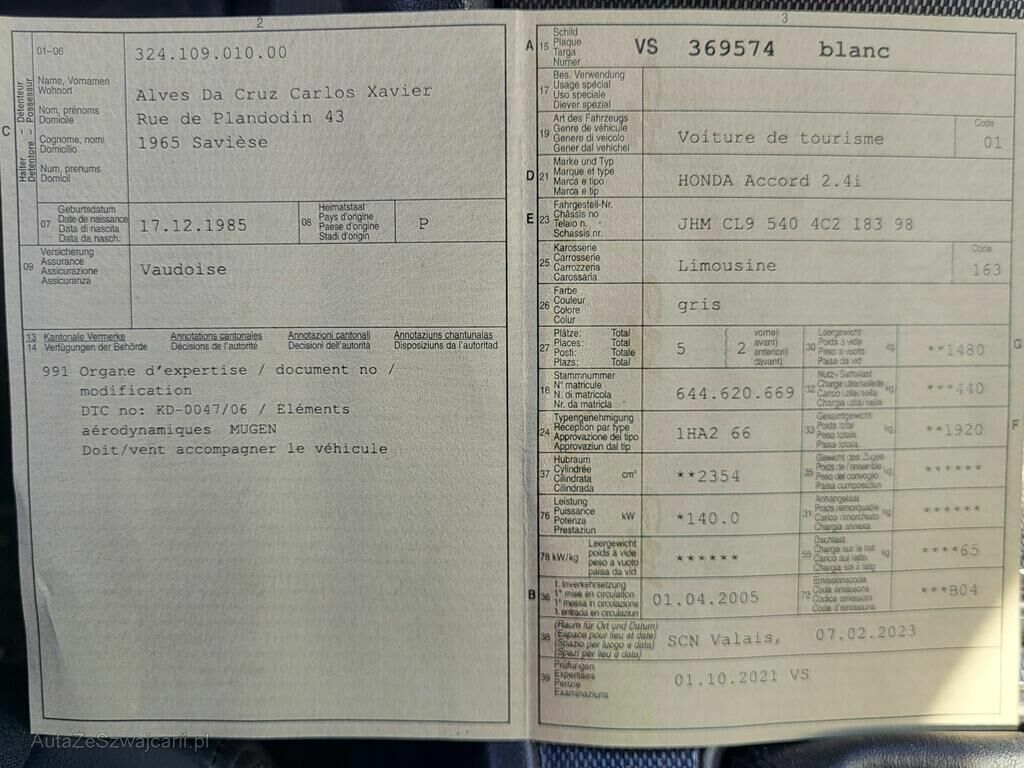 2
01-06
324.109.010.00
C
Halter – Détenteur
Detentore – Possessur
Name, Vornamen
Wohnort
Nom, prénoms
Domicile
Cognome, nomi
Domicilio
Num, prenums
Domicil
Alves Da Cruz Carlos Xavier
Rue de Plandodin 43
1965 Savièse
07
Geburtsdatum
Date de naissance
Data di nascita
Data da nasch.
17.12.1985
08
Heimatstaat
Pays d'origine
Paese d'origine
Stadi d'origin
P
09
Versicherung
Assurance
Assicurazione
Assicuranza
Vaudoise
13 Kantonale Vermerke Annotations cantonales Annotazioni cantonali Annotaziuns chantunalas
14 Verfügungen der Behörde Décisions de l'autorité Decisioni dell'autorità Disposiziuns da l'autoritad
991 Organe d'expertise / document no /
modification
DTC no: KD-0047/06 / Eléments
aérodynamiques MUGEN
Doit/vent accompagner le véhicule
3
A
15
Schild
Plaque
Targa
Numer
VS 369574 blanc
17
Bes. Verwendung
Usage spécial
Uso speciale
Diever spezial
19
Art des Fahrzeugs
Genre de véhicule
Genere di veicolo
Gener dal vehichel
Voiture de tourisme
Code
01
D
21
Marke und Typ
Marque et type
Marca e tipo
Marca e tip
HONDA Accord 2.4i
E
23
Fahrgestell-Nr.
Châssis no
Telaio n.
Schassis nr.
JHM CL9 540 4C2 183 98
25
Karosserie
Carrosserie
Carrozzeria
Carossaria
Limousine
Code
163
26
Farbe
Couleur
Colore
Colur
gris
27
Plätze: Total
Places: Total
Posti: Totale
Plazs: Total
5
( vorne)
2 avant)
anteriori)
davant)
30
Leergewicht
Poids à vide
Peso a vuoto
Paisa da vid
kg
**1480
G
18
Stammnummer
N° matricule
N. di matricola
Nr. da matricla
644.620.669
32
Nutz-/Sattellast
Charge utile/sellette
Carico utile/sella
Chargia utila/sella
kg
***440
24
Typengenehmigung
Réception par type
Approvazione del tipo
Approvaziun dal tip
1HA2 66
33
Gesamtgewicht
Poids total
Peso totale
Paisa totala
kg
**1920
F
37
Hubraum
Cylindrée
Cilindrata
Cilindrada
cm³
**2354
35
Gewicht des Zuges
Poids de l'ensemble
Peso del convoglio
Paisa cumposiziun
kg
******
76
Leistung
Puissance
Potenza
Prestaziun
kW
*140.0
31
Anhängelast
Poids remorquable
Carico rimorchiato
Chargia annexa
kg
******
78 kW/kg
Leergewicht
poids à vide
peso a vuoto
paisa da vid
******
55
Dachlast
Charge sur le toit
Carico sul tetto
Chargia sin il tetg
kg
****65
B
36
1. Inverkehrsetzung
1re mise en circulation
1a messa in circolazione
1. entrada en circulaziun
01.04.2005
72
Emissionscode
Code émissions
Codice emissioni
Code d'emissiuns
***B04
38
(Raum für Ort und Datum)
(Espace pour lieu et date)
(Spazio per luogo e data)
(Spazi per lieu e data)
SCN Valais, 07.02.2023
39
Prüfungen
Expertises
Perizie
Examinaziuns
01.10.2021 VS
AutaZeSzwajcarii.pl